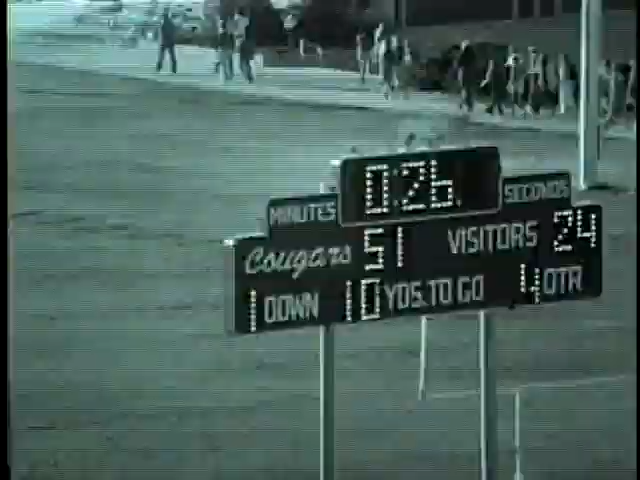 MINUTES 0:26 SECONDS
Cougars 51 VISITORS 24
1 DOWN 10 YDS. TO GO 4 QTR